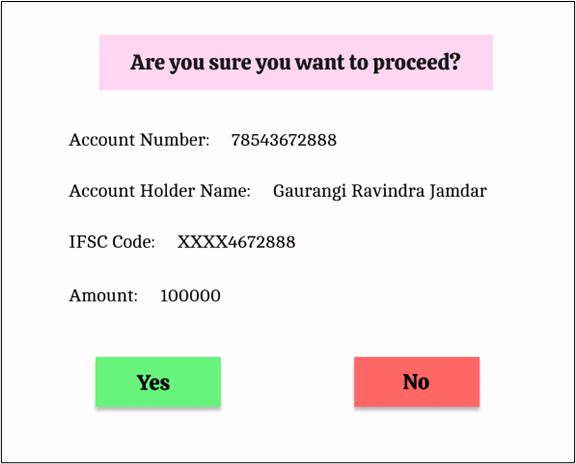 Are you sure you want to proceed?
Account Number: 78543672888
Account Holder Name: Gaurangi Ravindra Jamdar
IFSC Code: XXXX4672888
Amount: 100000
Yes No